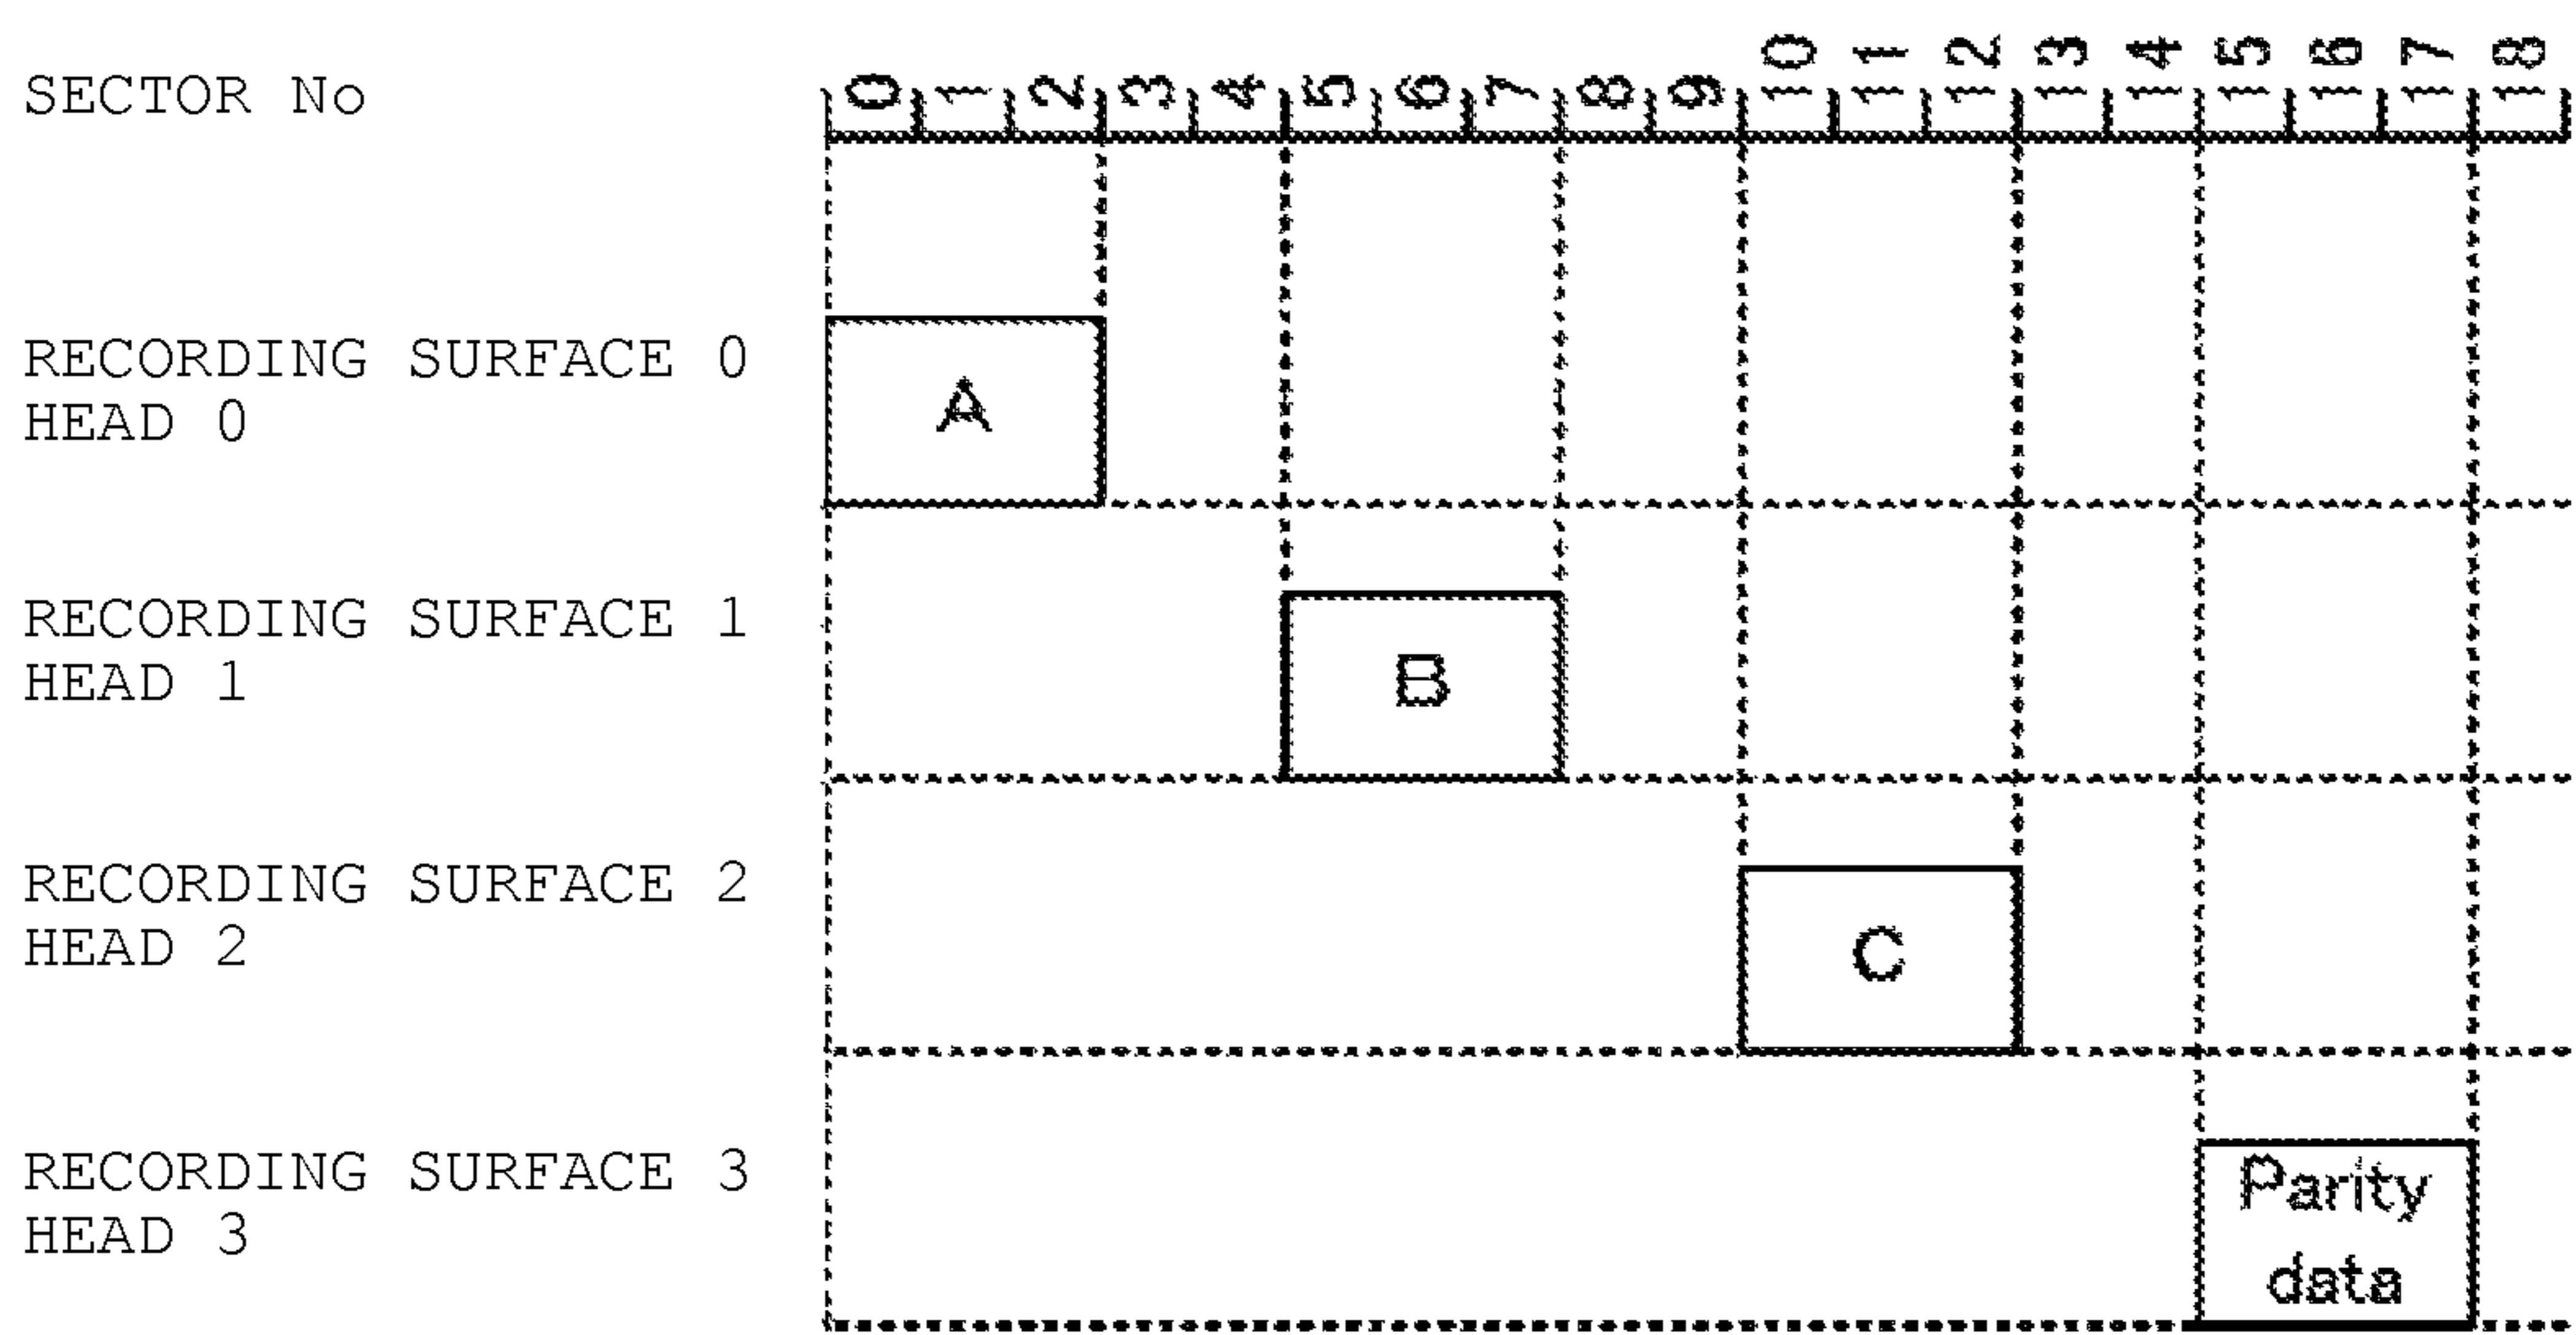 SECTOR No 0 1 2 3 4 5 6 7 8 9 10 11 12 13 14 15 16 17 18
RECORDING SURFACE 0
HEAD 0
A
RECORDING SURFACE 1
HEAD 1
B
RECORDING SURFACE 2
HEAD 2
C
RECORDING SURFACE 3
HEAD 3
Parity
data